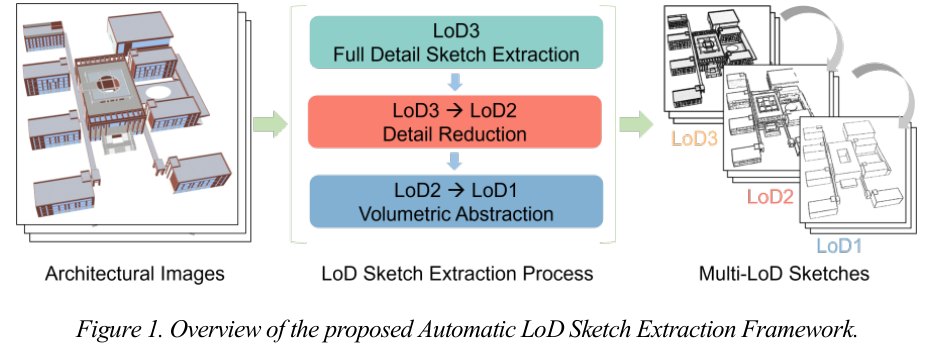 LoD3
Full Detail Sketch Extraction
LoD3 → LoD2
Detail Reduction
LoD2 → LoD1
Volumetric Abstraction
LoD3
LoD2
LoD1
Architectural Images
LoD Sketch Extraction Process
Multi-LoD Sketches
Figure 1. Overview of the proposed Automatic LoD Sketch Extraction Framework.